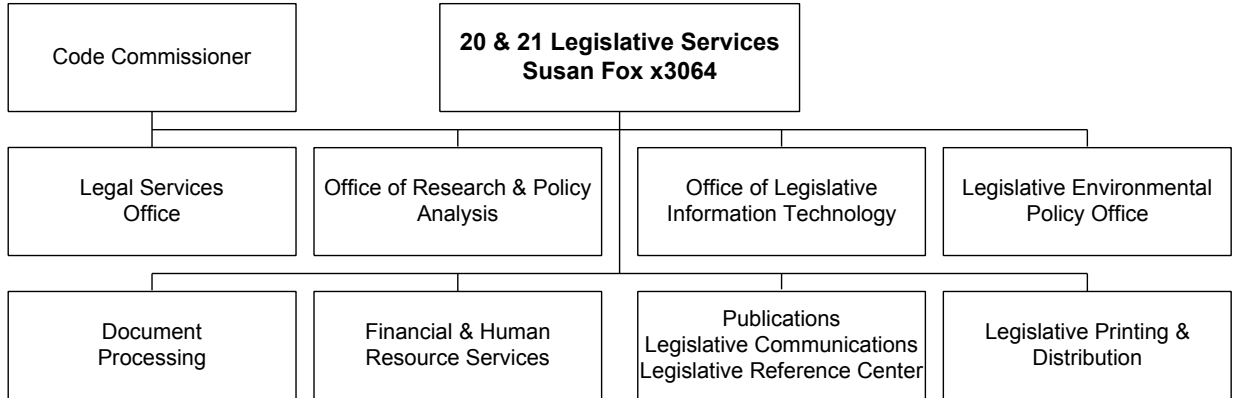 Code Commissioner
20 & 21 Legislative Services
Susan Fox x3064
Legal Services
Office
Office of Research & Policy
Analysis
Office of Legislative
Information Technology
Legislative Environmental
Policy Office
Document
Processing
Financial & Human
Resource Services
Publications
Legislative Communications
Legislative Reference Center
Legislative Printing &
Distribution